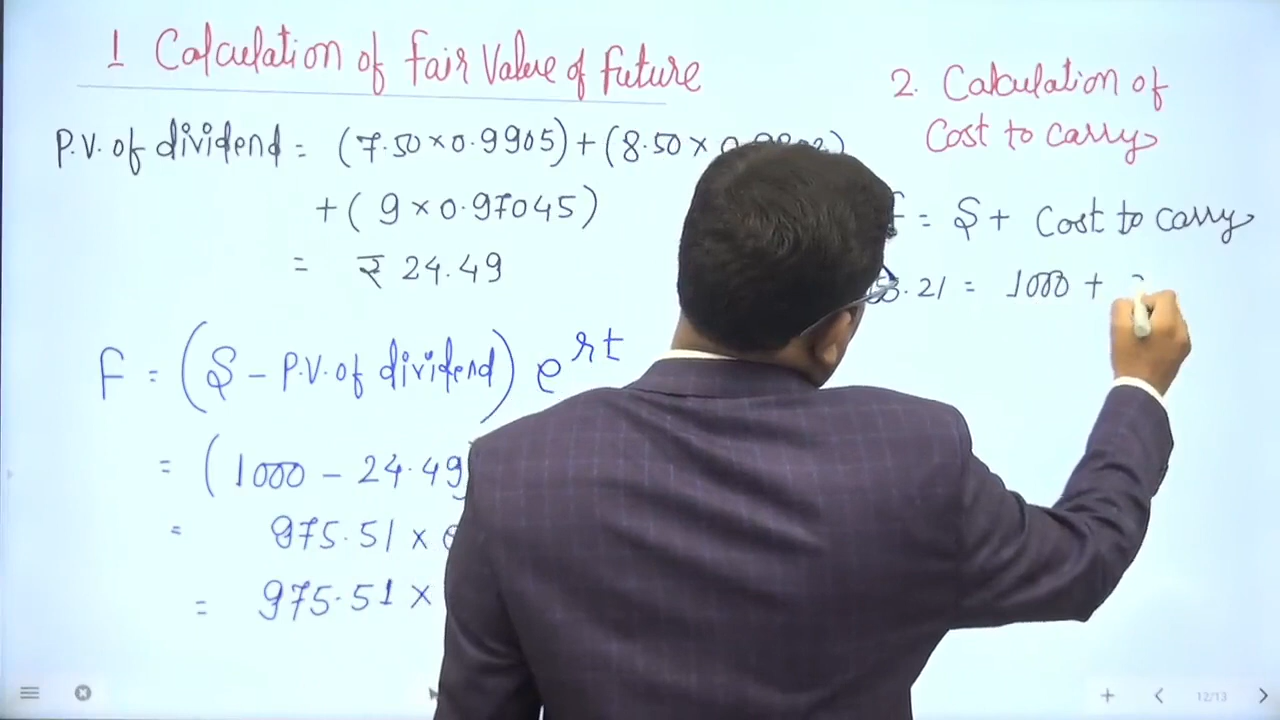 1 Calculation of Fair Value of Future
P.V. of dividend = (7.50 × 0.9905) + (8.50 ×
+ ( 9 × 0.97045 )
= ₹ 24.49
F = ( S - P.V. of dividend ) e^rt
= ( 1000 - 24.49
= 975.51 ×
= 975.51 ×
2. Calculation of
Cost to carry
= S + Cost to carry
.21 = 1000 +
12/13